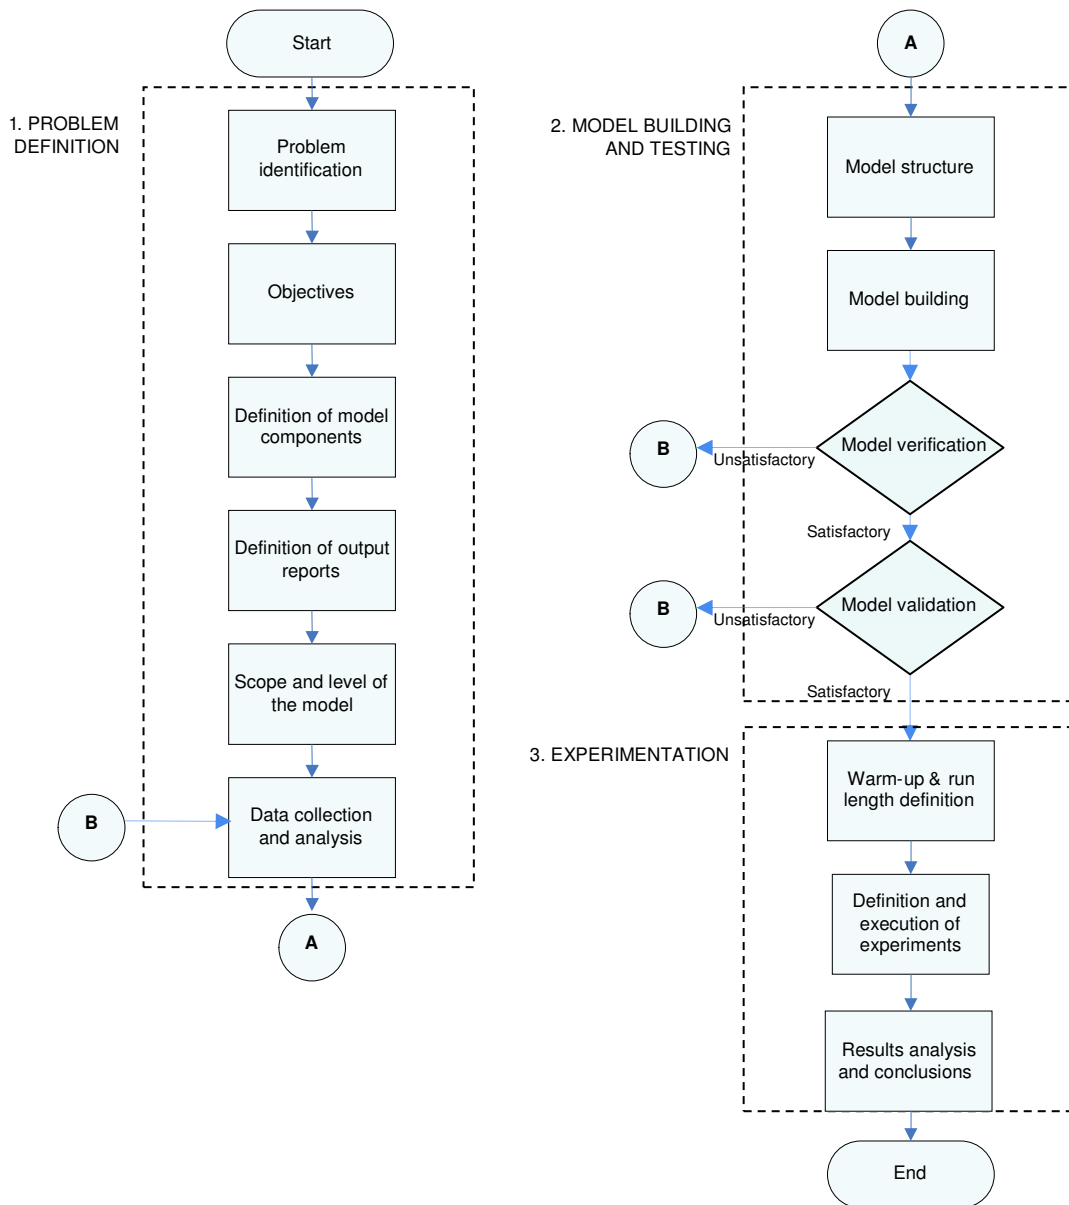 Start
1. PROBLEM
DEFINITION
Problem
identification
Objectives
Definition of model
components
Definition of output
reports
Scope and level of
the model
B
Data collection
and analysis
A
A
2. MODEL BUILDING
AND TESTING
Model structure
Model building
Model verification
B
Unsatisfactory
Satisfactory
Model validation
B
Unsatisfactory
Satisfactory
3. EXPERIMENTATION
Warm-up & run
length definition
Definition and
execution of
experiments
Results analysis
and conclusions
End